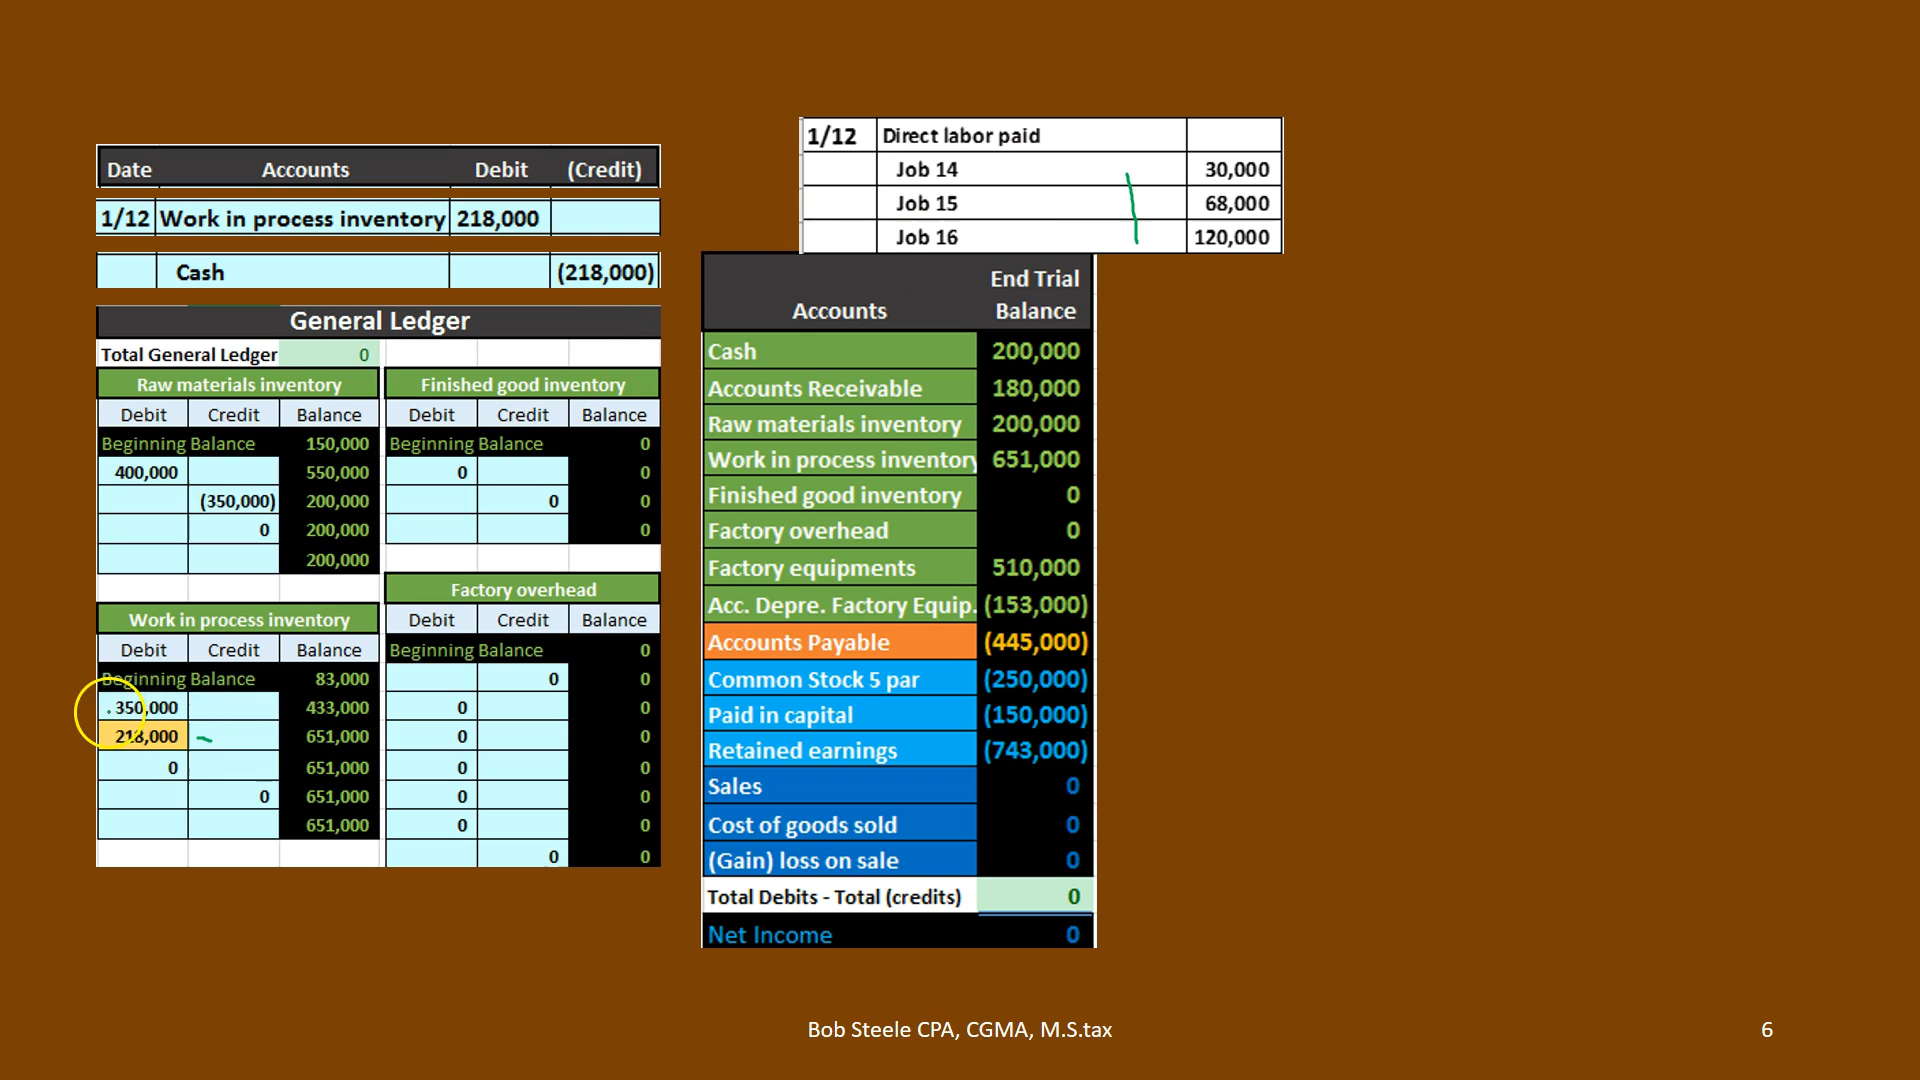 Date Accounts Debit (Credit)
1/12 Work in process inventory 218,000
Cash (218,000)
General Ledger
Total General Ledger 0
Raw materials inventory
Debit Credit Balance
Beginning Balance 150,000
400,000 550,000
(350,000) 200,000
0 200,000
200,000
Finished good inventory
Debit Credit Balance
Beginning Balance 0
0 0
0 0
0
Work in process inventory
Debit Credit Balance
Beginning Balance 83,000
350,000 433,000
218,000 651,000
0 651,000
0 651,000
651,000
Factory overhead
Debit Credit Balance
Beginning Balance 0
0 0
0 0
0 0
0 0
0 0
0 0
0 0
1/12 Direct labor paid
Job 14 30,000
Job 15 68,000
Job 16 120,000
Accounts End Trial Balance
Cash 200,000
Accounts Receivable 180,000
Raw materials inventory 200,000
Work in process inventory 651,000
Finished good inventory 0
Factory overhead 0
Factory equipments 510,000
Acc. Depre. Factory Equip. (153,000)
Accounts Payable (445,000)
Common Stock 5 par (250,000)
Paid in capital (150,000)
Retained earnings (743,000)
Sales 0
Cost of goods sold 0
(Gain) loss on sale 0
Total Debits - Total (credits) 0
Net Income 0
Bob Steele CPA, CGMA, M.S.tax
6